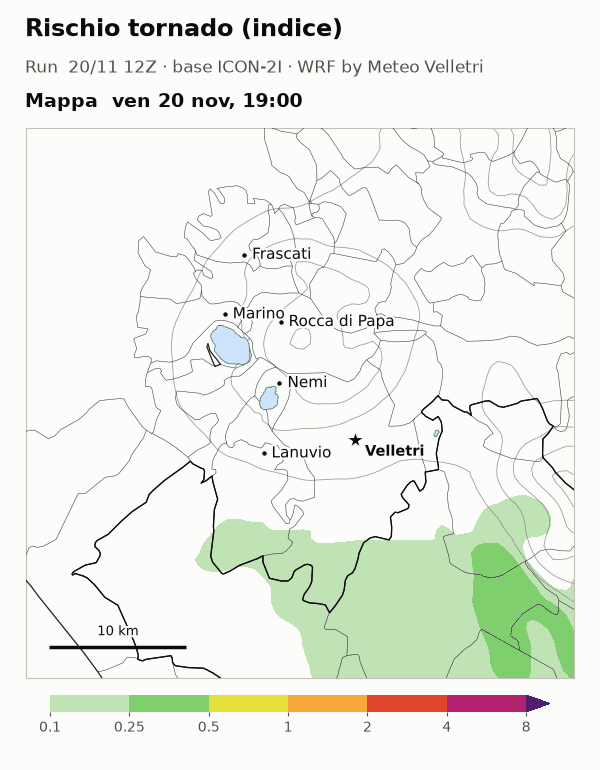 Rischio tornado (indice)
Run  20/11 12Z · base ICON-2I · WRF by Meteo Velletri
Mappa  ven 20 nov, 19:00
Frascati
Marino
Rocca di Papa
Nemi
Velletri
Lanuvio
10 km
0.1 0.25 0.5 1 2 4 8